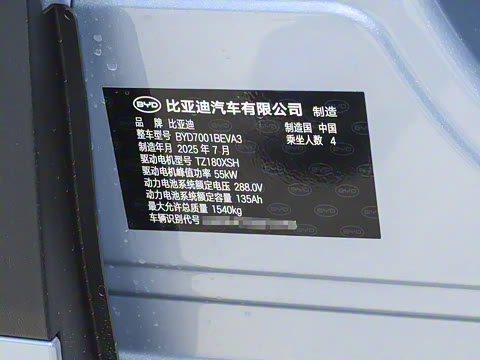 BYD 比亚迪汽车有限公司 制造
品 牌 比亚迪 制造国 中国
整车型号 BYD7001BEVA3 乘坐人数 4
制造年月 2025 年 7 月
驱动电机型号 TZ180XSH
驱动电机峰值功率 55kW
动力电池系统额定电压 288.0V
动力电池系统额定容量 135Ah
最大允许总质量 1540kg
车辆识别代号